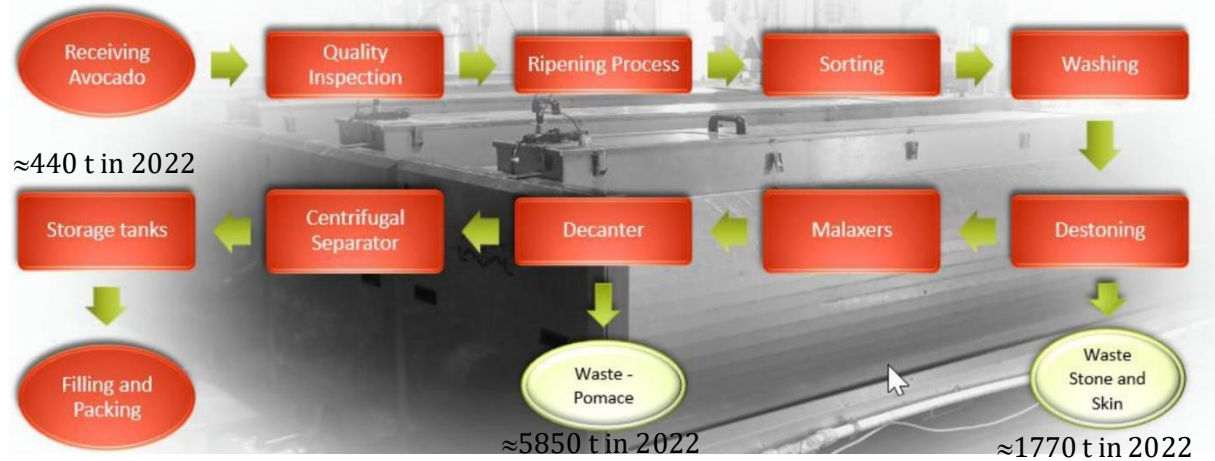 Receiving
Avocado
Quality
Inspection
Ripening Process
Sorting
Washing
≈440 t in 2022
Storage tanks
Centrifugal
Separator
Decanter
Malaxers
Destoning
Filling and
Packing
Waste -
Pomace
Waste
Stone and
Skin
≈5850 t in 2022
≈1770 t in 2022